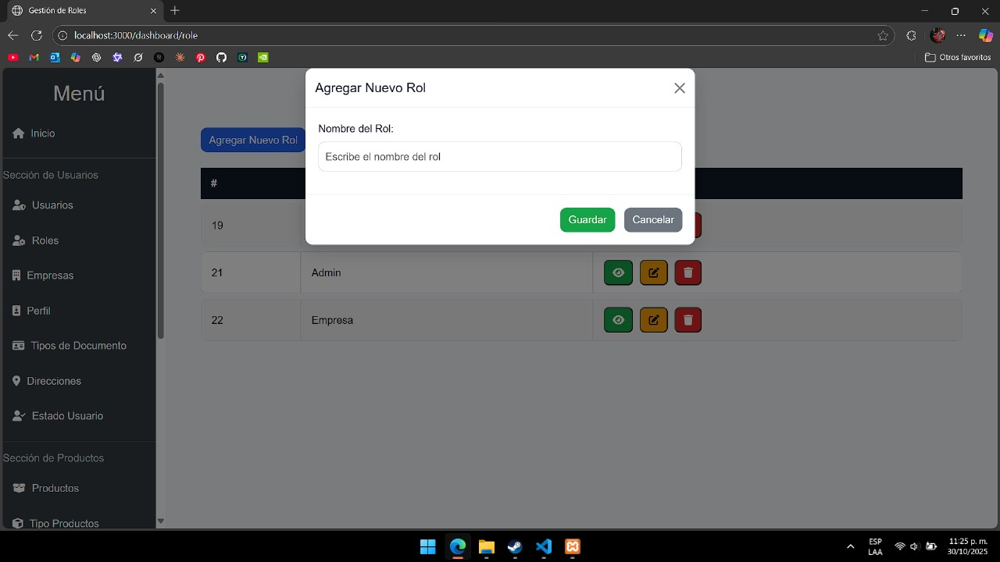 Gestión de Roles
localhost:3000/dashboard/role
Otros favoritos
Menú
Inicio
Sección de Usuarios
Usuarios
Roles
Empresas
Perfil
Tipos de Documento
Direcciones
Estado Usuario
Sección de Productos
Productos
Tipo Productos
Agregar Nuevo Rol
#
19
21 Admin
22 Empresa
Agregar Nuevo Rol
Nombre del Rol:
Escribe el nombre del rol
Guardar Cancelar
ESP
LAA
11:25 p. m.
30/10/2025